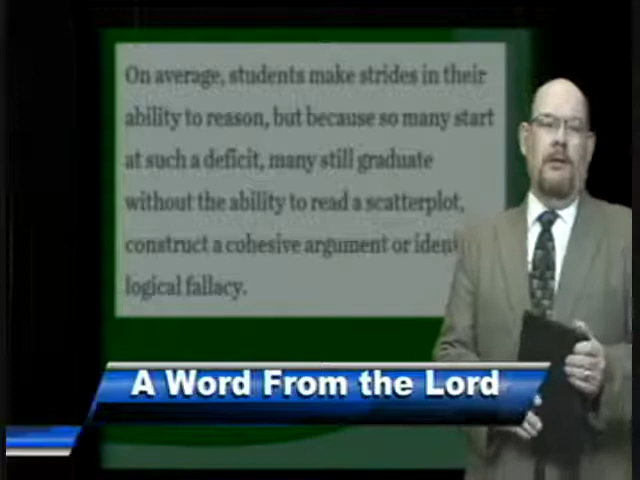 On average, students make strides in their
ability to reason, but because so many start
at such a deficit, many still graduate
without the ability to read a scatterplot,
construct a cohesive argument or
logical fallacy.
A Word From the Lord